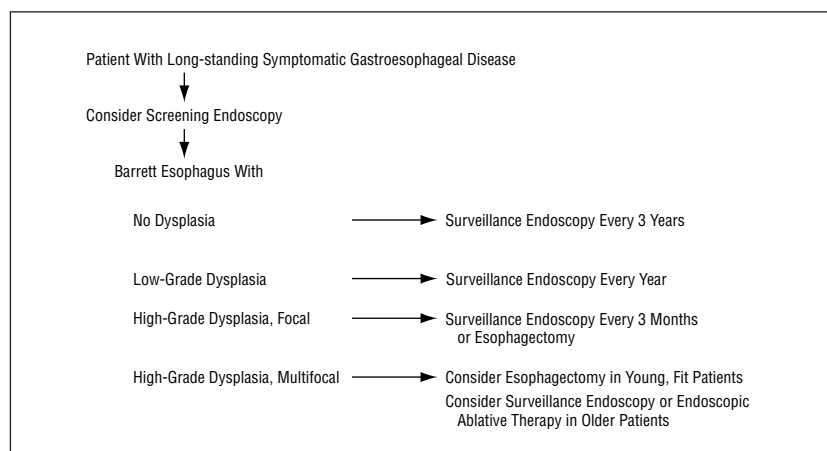 Patient With Long-standing Symptomatic Gastroesophageal Disease
Consider Screening Endoscopy
Barrett Esophagus With
No Dysplasia
Surveillance Endoscopy Every 3 Years
Low-Grade Dysplasia
Surveillance Endoscopy Every Year
High-Grade Dysplasia, Focal
Surveillance Endoscopy Every 3 Months
or Esophagectomy
High-Grade Dysplasia, Multifocal
Consider Esophagectomy in Young, Fit Patients
Consider Surveillance Endoscopy or Endoscopic
Ablative Therapy in Older Patients